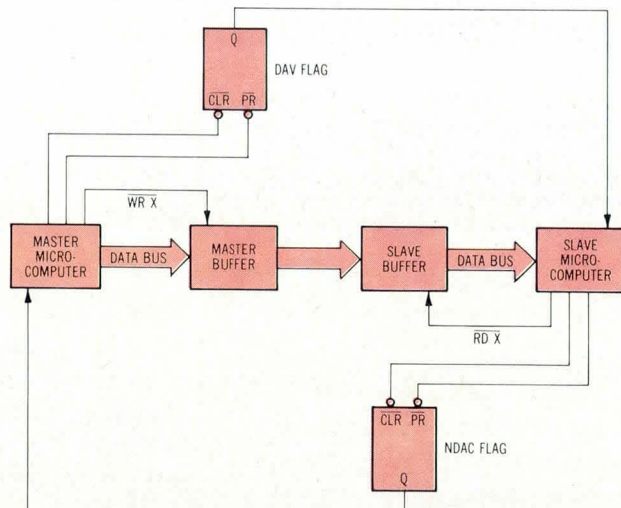 Q
DAV FLAG
CLR PR
WR X
MASTER
MICRO-
COMPUTER
DATA BUS
MASTER
BUFFER
SLAVE
BUFFER
DATA BUS
SLAVE
MICRO-
COMPUTER
RD X
CLR PR
NDAC FLAG
Q